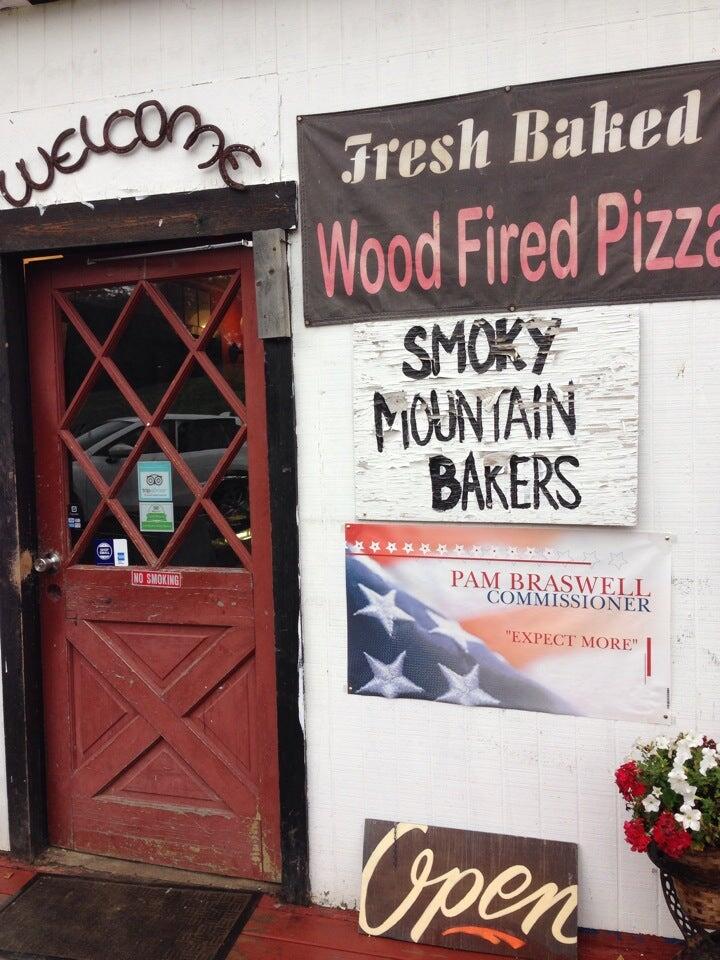 WELCOME
Fresh Baked
Wood Fired Pizza
SMOKY
MOUNTAIN
BAKERS
PAM BRASWELL
COMMISSIONER
"EXPECT MORE"
NO SMOKING
Open